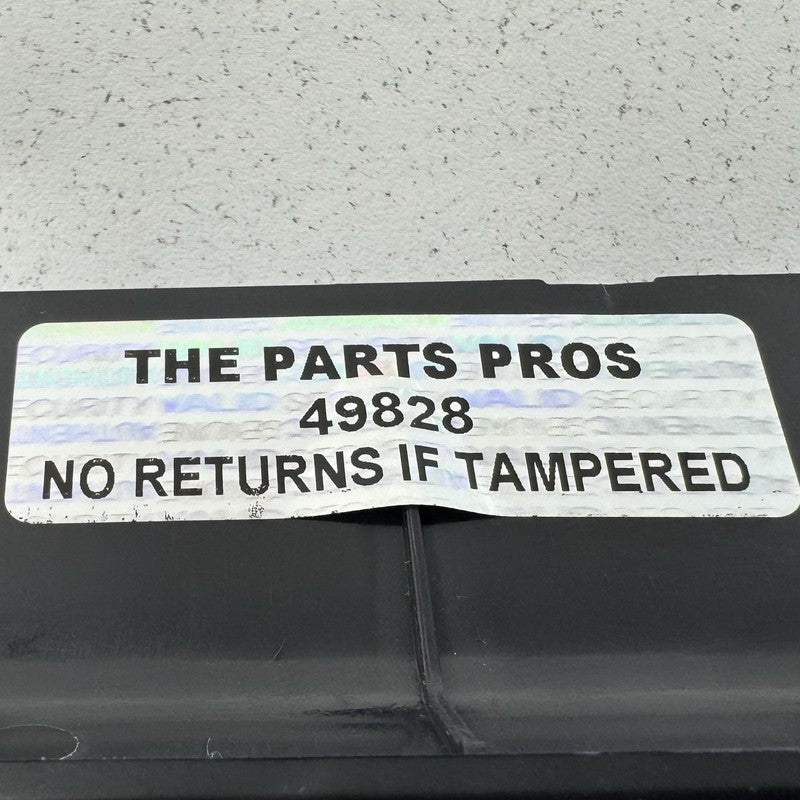 THE PARTS PROS
49828
NO RETURNS IF TAMPERED